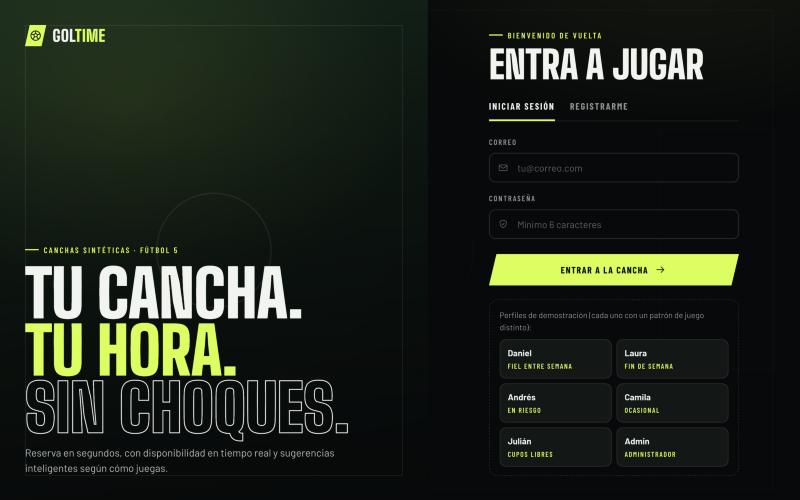 GOLTIME
CANCHAS SINTÉTICAS · FÚTBOL 5
TU CANCHA.
TU HORA.
SIN CHOQUES.
Reserva en segundos, con disponibilidad en tiempo real y sugerencias
inteligentes según cómo juegas.
BIENVENIDO DE VUELTA
ENTRA A JUGAR
INICIAR SESIÓN REGISTRARME
CORREO
tu@correo.com
CONTRASEÑA
Mínimo 6 caracteres
ENTRAR A LA CANCHA →
Perfiles de demostración (cada uno con un patrón de juego
distinto):
Daniel Laura
FIEL ENTRE SEMANA FIN DE SEMANA
Andrés Camila
EN RIESGO OCASIONAL
Julián Admin
CUPOS LIBRES ADMINISTRADOR